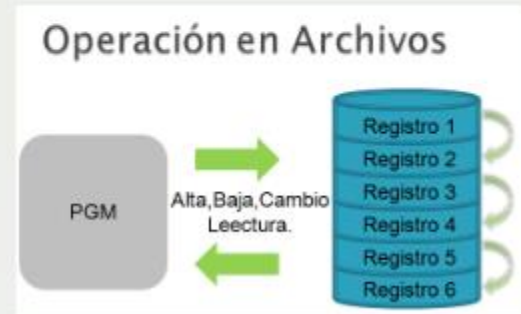 Operación en Archivos
PGM
Alta,Baja,Cambio
Leectura.
Registro 1
Registro 2
Registro 3
Registro 4
Registro 5
Registro 6